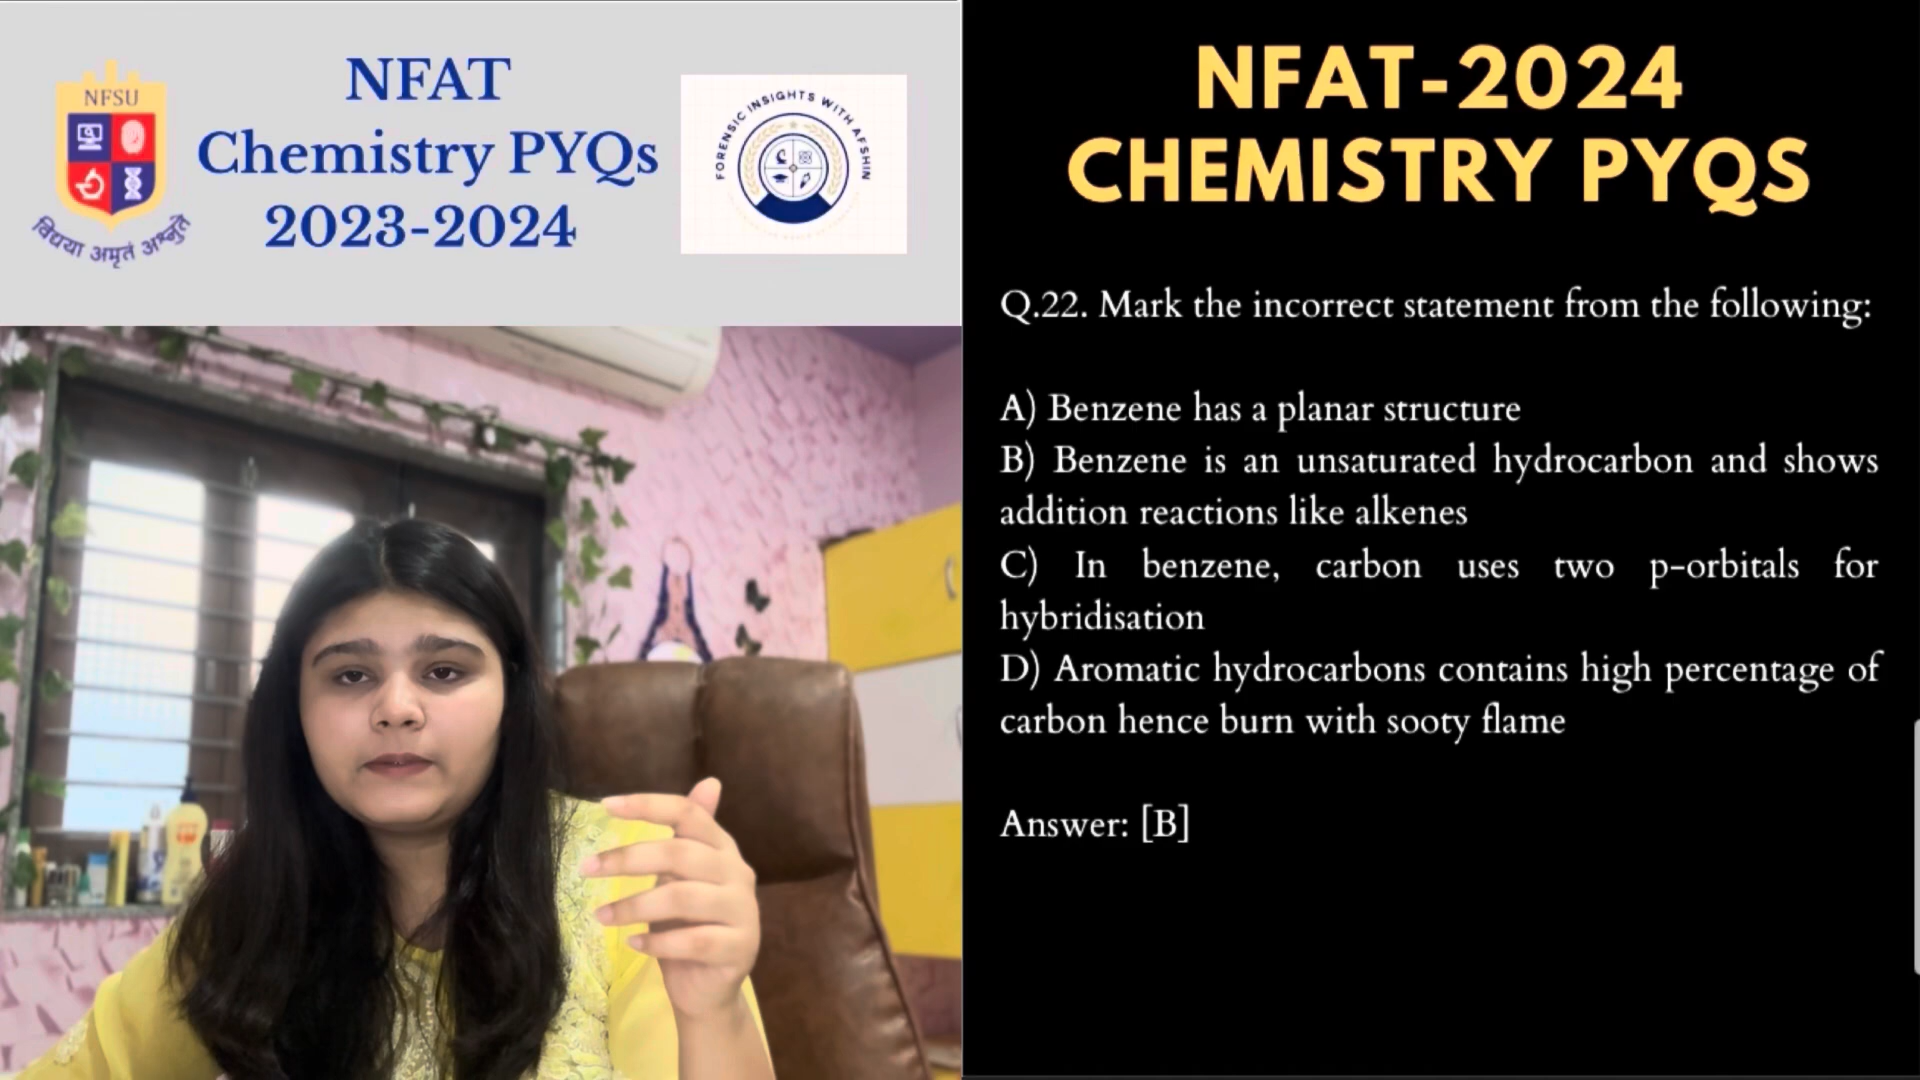 NFSU
विद्यया अमृतं अश्नुते
NFAT
Chemistry PYQs
2023-2024
FORENSIC INSIGHTS WITH AFSHIN
NFAT-2024
CHEMISTRY PYQS
Q.22. Mark the incorrect statement from the following:
A) Benzene has a planar structure
B) Benzene is an unsaturated hydrocarbon and shows
addition reactions like alkenes
C) In benzene, carbon uses two p-orbitals for
hybridisation
D) Aromatic hydrocarbons contains high percentage of
carbon hence burn with sooty flame
Answer: [B]